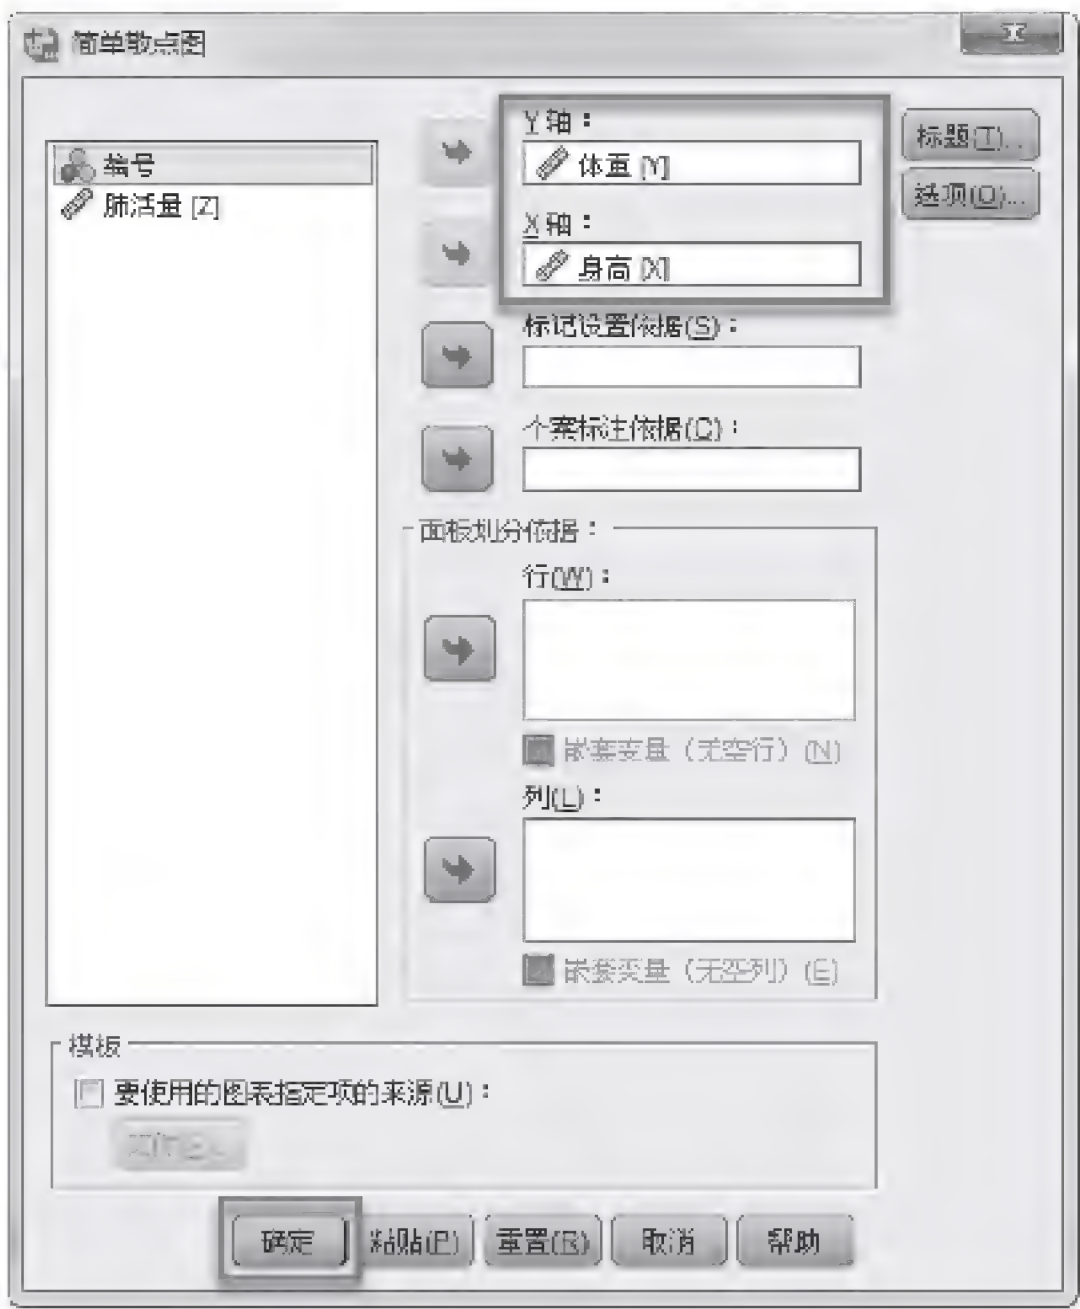 简单散点图
编号
肺活量 [Z]
Y 轴：
体重 [Y]
X 轴：
身高 [X]
标题(T)...
选项(O)...
标记设置依据(S)：
个案标注依据(C)：
面板划分依据：
行(W)：
嵌套变量（无空行）(N)
列(L)：
嵌套变量（无空列）(E)
模板
要使用的图表指定项的来源(U)：
确定
粘贴(P)
重置(R)
取消
帮助